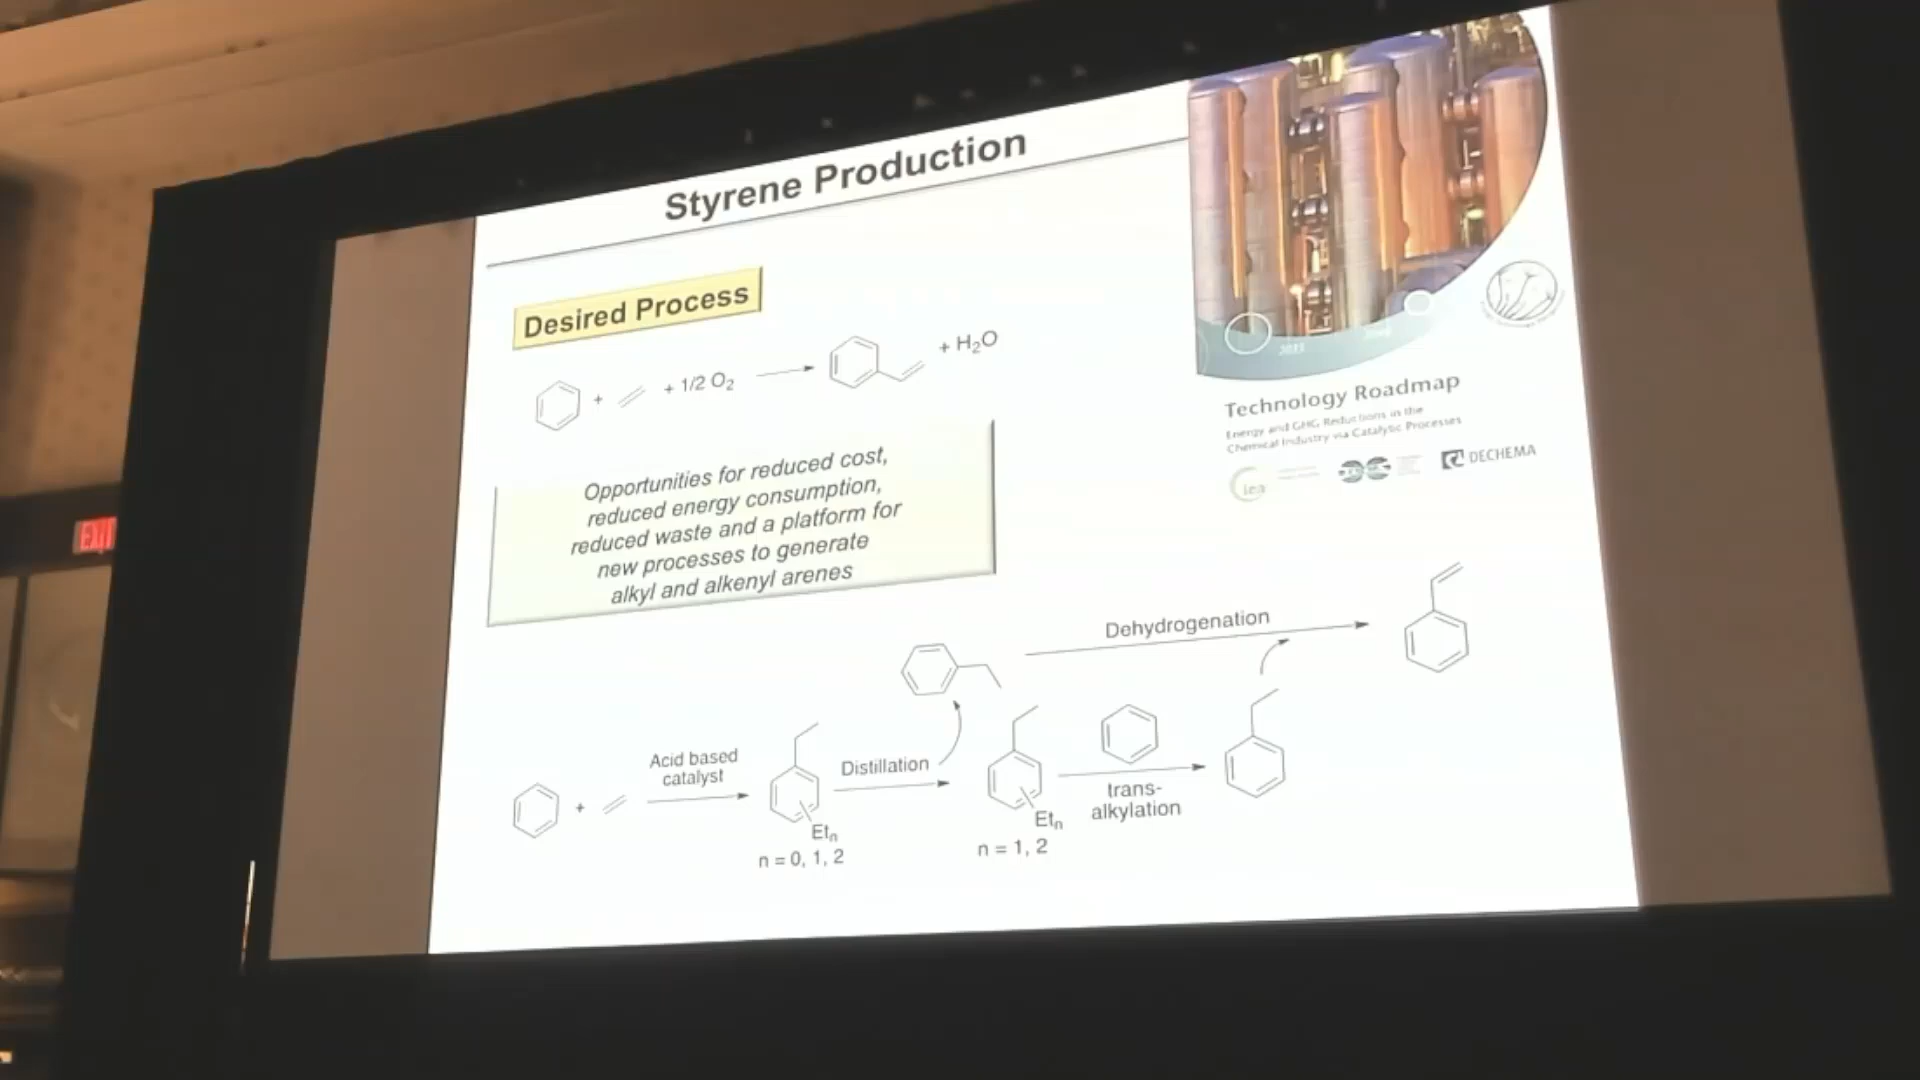 Styrene Production
Desired Process
+
+ 1/2 O2
+ H2O
Opportunities for reduced cost,
reduced energy consumption,
reduced waste and a platform for
new processes to generate
alkyl and alkenyl arenes
Technology Roadmap
Energy and GHG Reductions in the
Chemical Industry via Catalytic Processes
iea
DECHEMA
EXIT
Dehydrogenation
+
Acid based
catalyst
Etn
n = 0, 1, 2
Distillation
Etn
n = 1, 2
trans-
alkylation